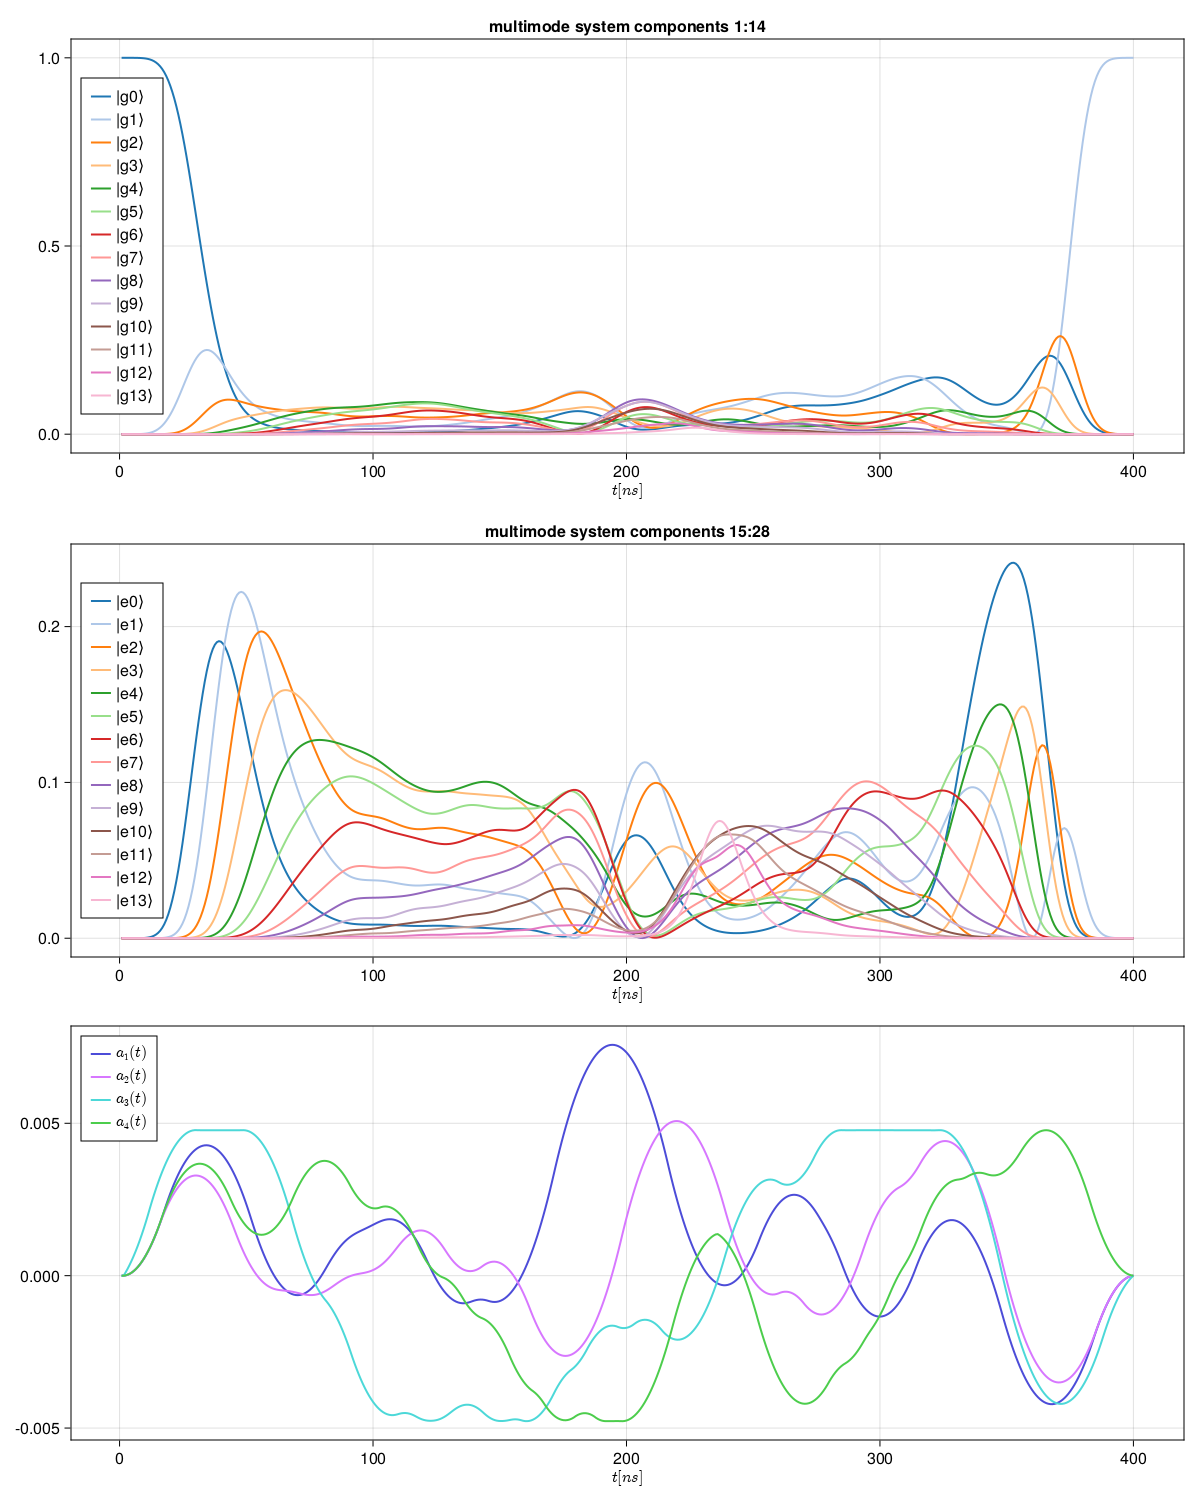 multimode system components 1:14
1.0
0.5
0.0
|g0⟩
|g1⟩
|g2⟩
|g3⟩
|g4⟩
|g5⟩
|g6⟩
|g7⟩
|g8⟩
|g9⟩
|g10⟩
|g11⟩
|g12⟩
|g13⟩
0 100 200 300 400
t[ns]
multimode system components 15:28
0.2
0.1
0.0
|e0⟩
|e1⟩
|e2⟩
|e3⟩
|e4⟩
|e5⟩
|e6⟩
|e7⟩
|e8⟩
|e9⟩
|e10⟩
|e11⟩
|e12⟩
|e13⟩
0 100 200 300 400
t[ns]
0.005
0.000
-0.005
a₁(t)
a₂(t)
a₃(t)
a₄(t)
0 100 200 300 400
t[ns]